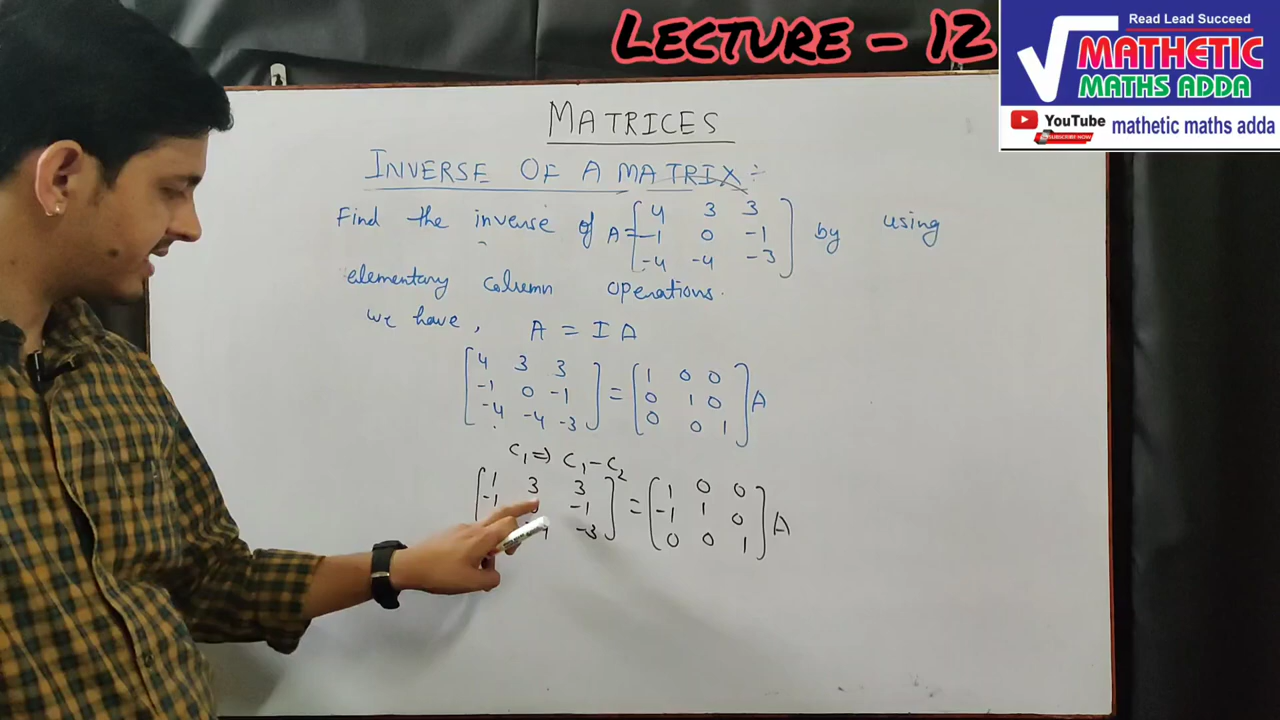 LECTURE - 12
Read Lead Succeed
MATHETIC
MATHS ADDA
YouTube
SUBSCRIBE NOW
mathetic maths adda
MATRICES
INVERSE OF A MATRIX :-
Find the inverse of A = [ 4 3 3 by using
-1 0 -1
-4 -4 -3 ]
elementary column operations.
we have, A = I A
[ 4 3 3 = [ 1 0 0
-1 0 -1 0 1 0
-4 -4 -3 ] 0 0 1 ] A
C₁ ⇒ C₁ - C₂
[ 1 3 3 = [ 1 0 0
-1 -1 -1 1 0
-3 ] 0 0 1 ] A